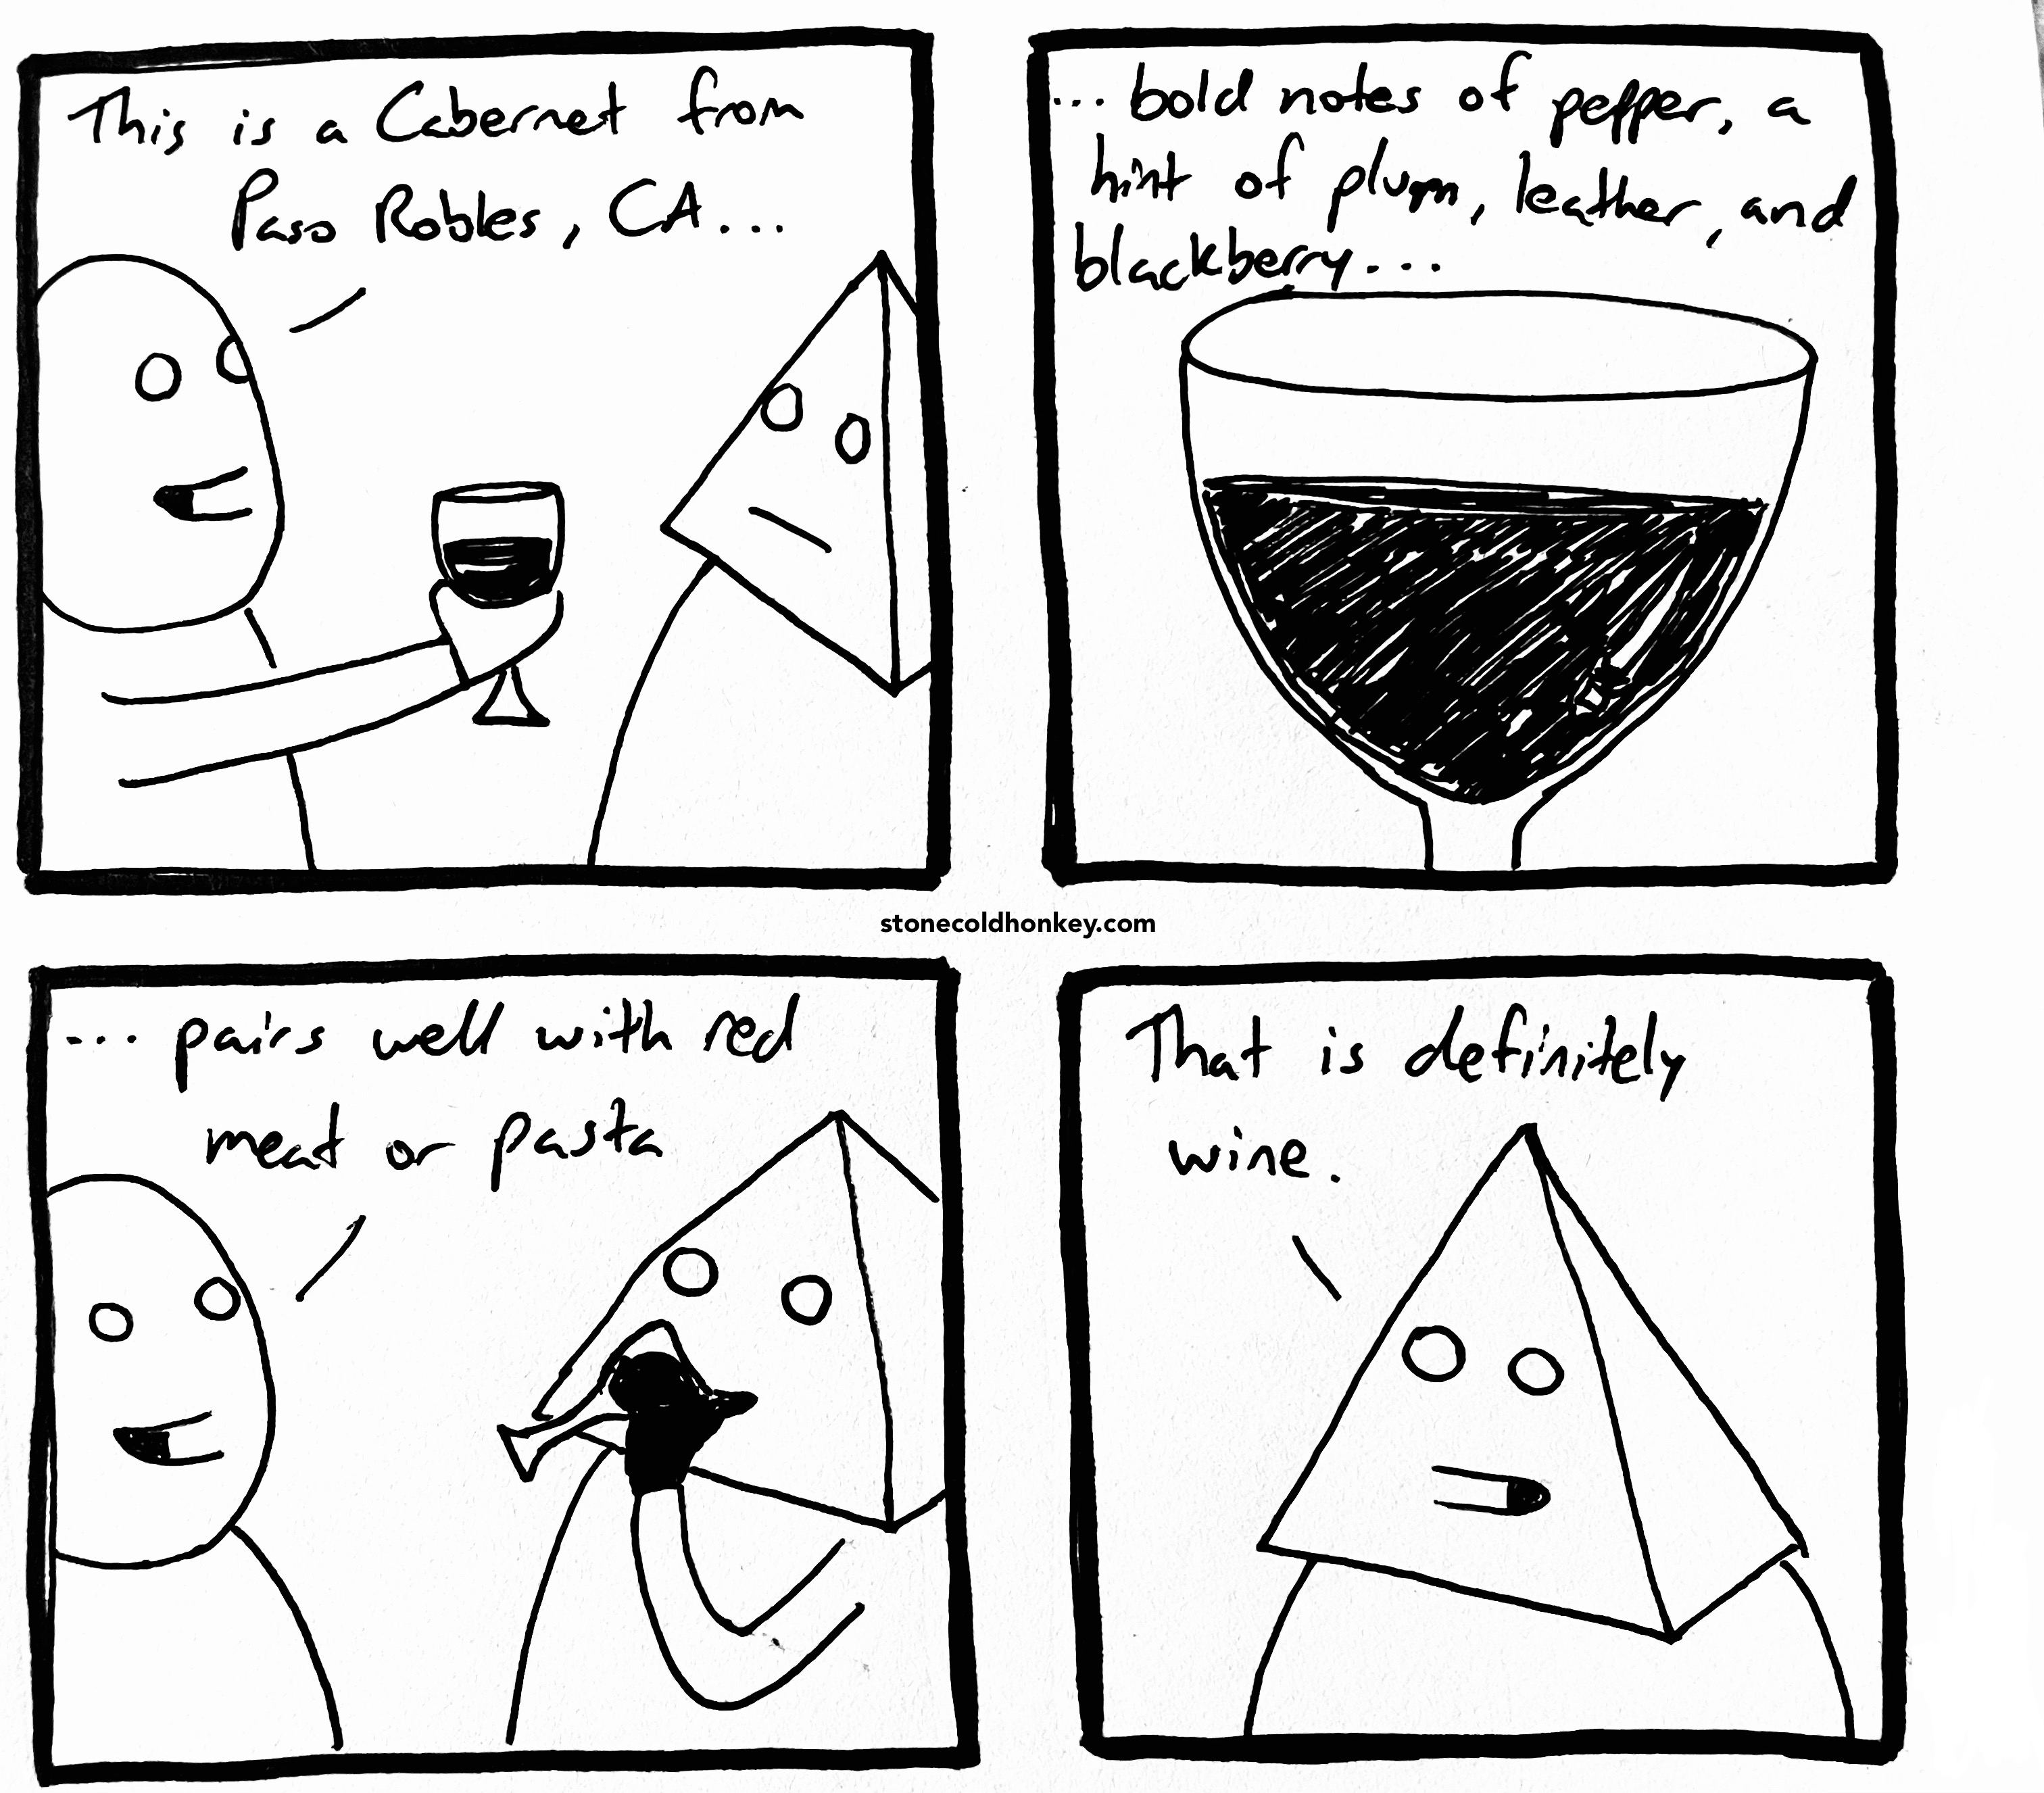 This is a Cabernet from
Paso Robles, CA...
... bold notes of pepper, a
hint of plum, leather, and
blackberry...
stonecoldhonkey.com
... pairs well with red
meat or pasta
That is definitely
wine.